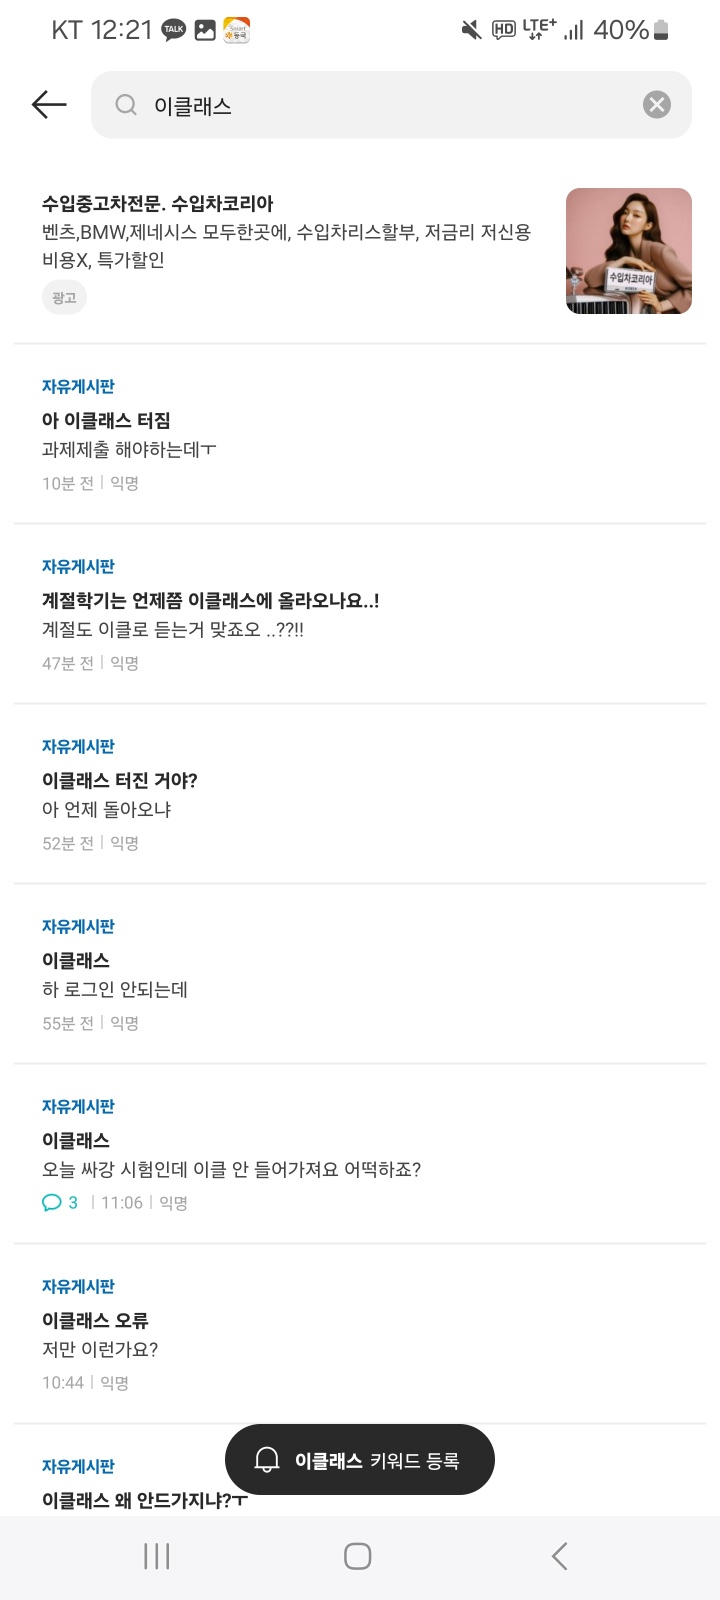 KT 12:21 TALK Smart 동국 HD LTE+ 40%
이클래스
수입중고차전문. 수입차코리아
벤츠,BMW,제네시스 모두한곳에, 수입차리스할부, 저금리 저신용
비용X, 특가할인
수입차코리아
광고
자유게시판
아 이클래스 터짐
과제제출 해야하는데ㅜ
10분 전 | 익명
자유게시판
계절학기는 언제쯤 이클래스에 올라오나요..!
계절도 이클로 듣는거 맞죠오 ..??!!
47분 전 | 익명
자유게시판
이클래스 터진 거야?
아 언제 돌아오냐
52분 전 | 익명
자유게시판
이클래스
하 로그인 안되는데
55분 전 | 익명
자유게시판
이클래스
오늘 싸강 시험인데 이클 안 들어가져요 어떡하죠?
3 | 11:06 | 익명
자유게시판
이클래스 오류
저만 이런가요?
10:44 | 익명
자유게시판
이클래스 키워드 등록
이클래스 왜 안드가지냐?ㅜ